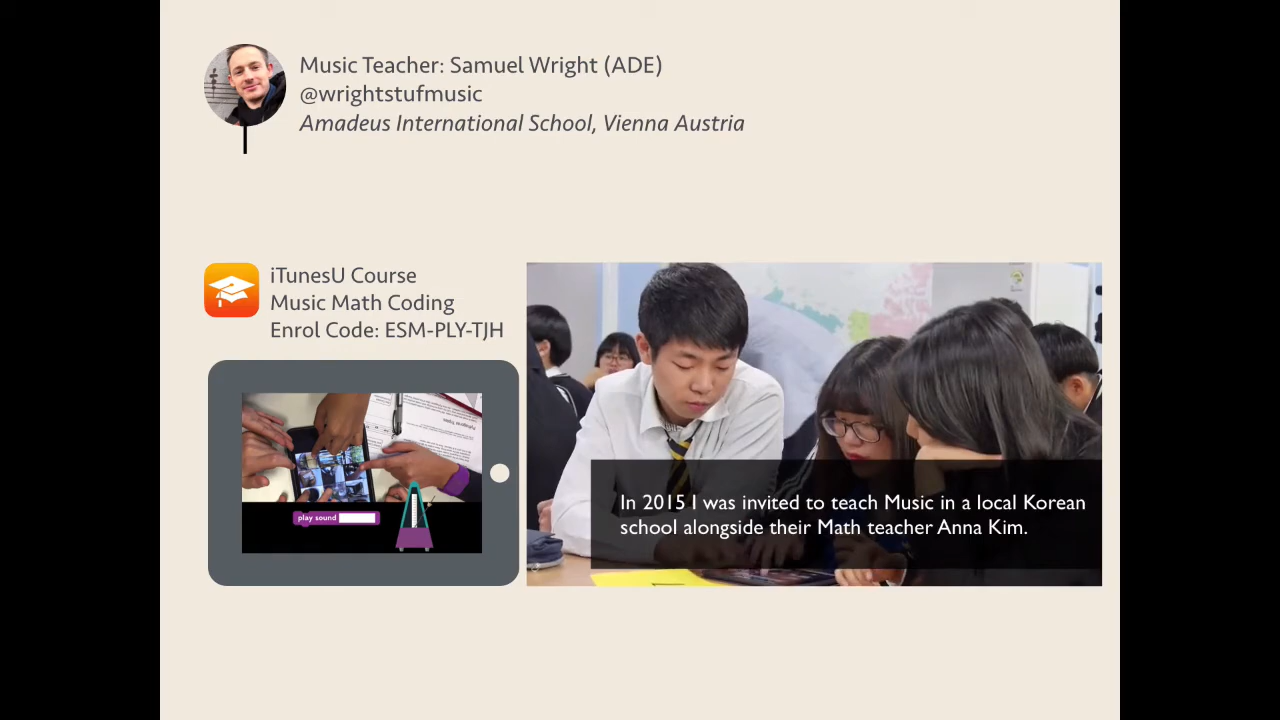 Music Teacher: Samuel Wright (ADE)
@wrightstufmusic
Amadeus International School, Vienna Austria
iTunesU Course
Music Math Coding
Enrol Code: ESM-PLY-TJH
play sound
In 2015 I was invited to teach Music in a local Korean
school alongside their Math teacher Anna Kim.